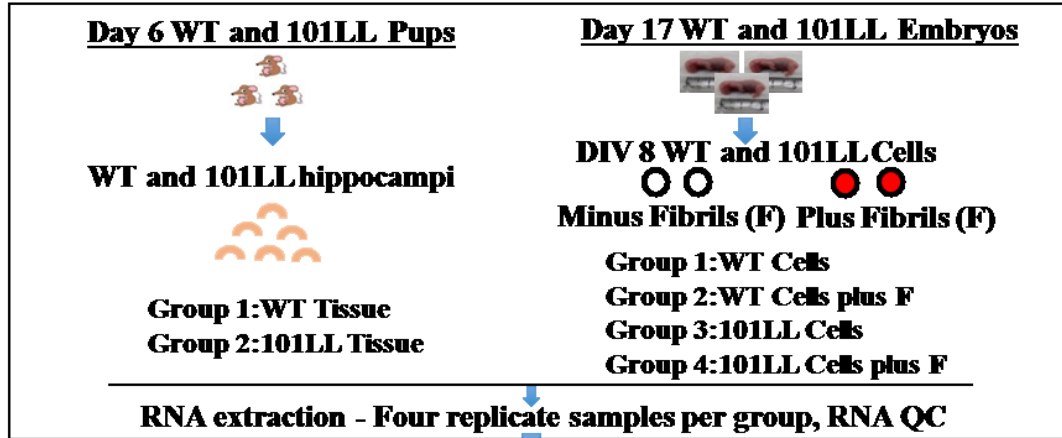 Day 6 WT and 101LL Pups
WT and 101LL hippocampi
Group 1:WT Tissue
Group 2:101LL Tissue
Day 17 WT and 101LL Embryos
DIV 8 WT and 101LL Cells
Minus Fibrils (F) Plus Fibrils (F)
Group 1:WT Cells
Group 2:WT Cells plus F
Group 3:101LL Cells
Group 4:101LL Cells plus F
RNA extraction - Four replicate samples per group, RNA QC